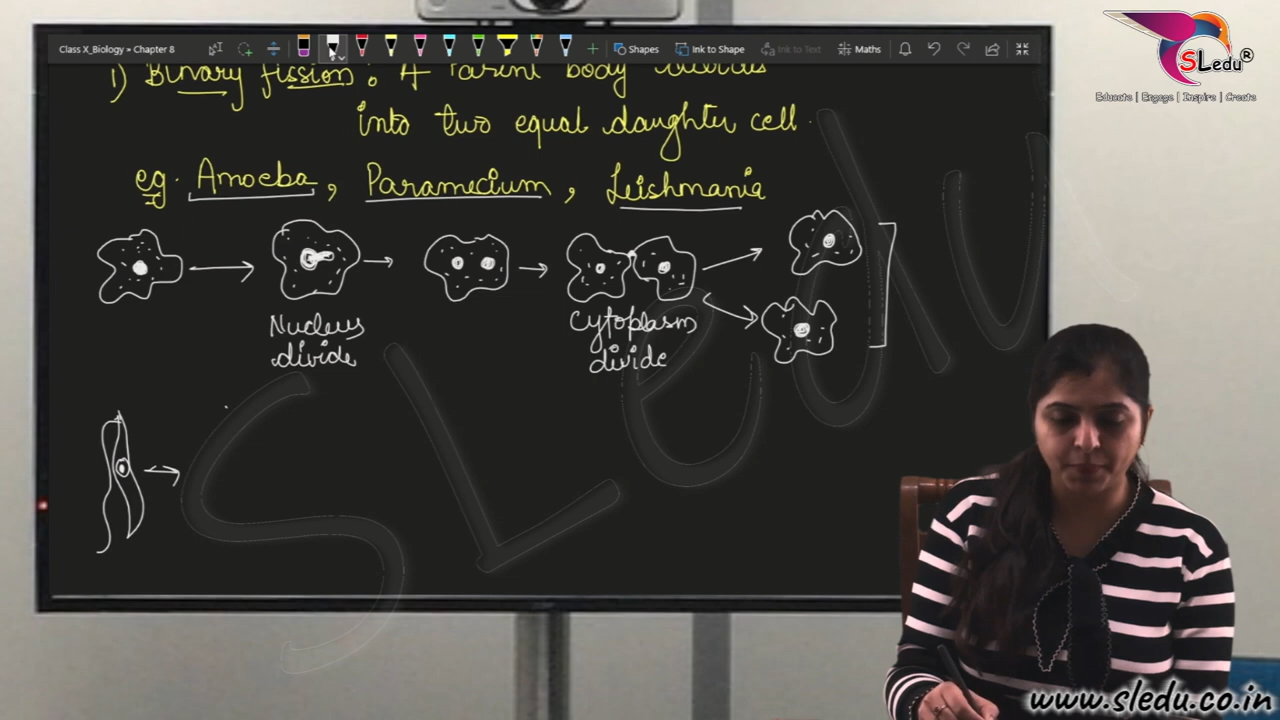 Class X_Biology » Chapter 8
Shapes
Ink to Shape
Ink to Text
Maths
SLedu®
Educate | Engage | Inspire | Create
1) Binary fission : A Parent body
into two equal daughter cell.
eg. Amoeba, Paramecium, Leishmania
Nucleus
divide
Cytoplasm
divide
SLedu
www.sledu.co.in